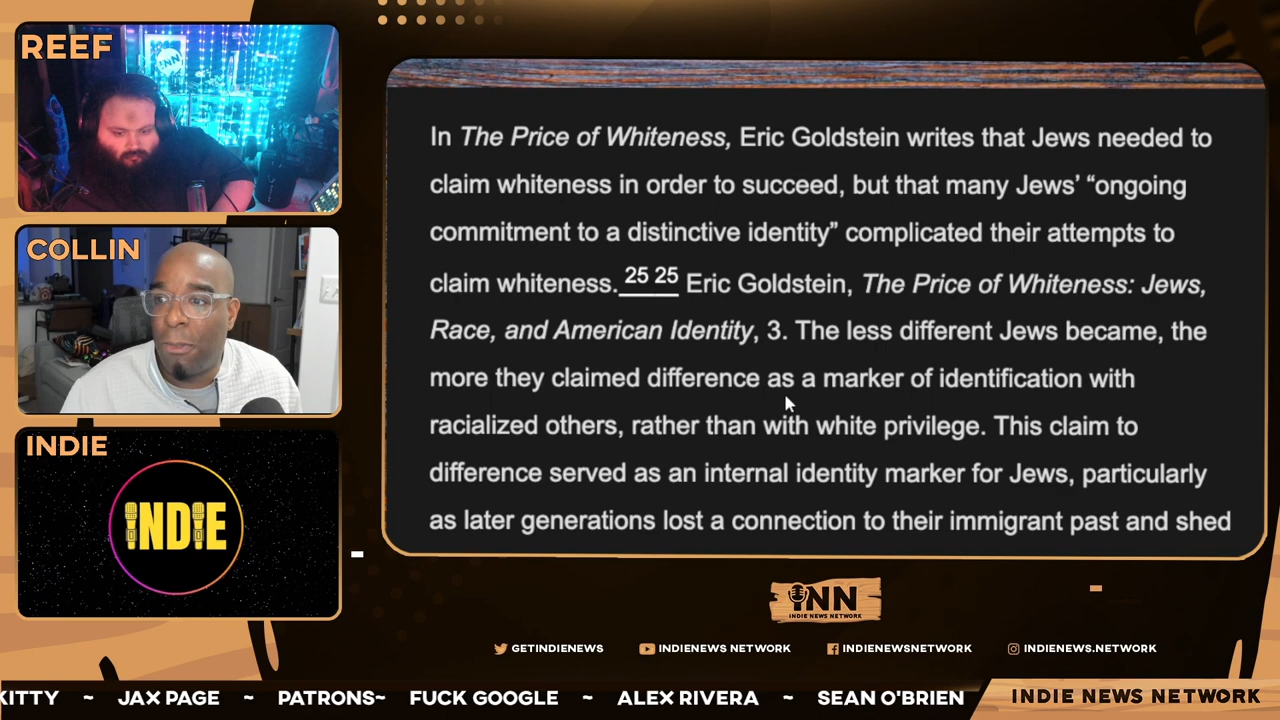 REEF
COLLIN
INDIE
INDIE
In The Price of Whiteness, Eric Goldstein writes that Jews needed to
claim whiteness in order to succeed, but that many Jews’ “ongoing
commitment to a distinctive identity” complicated their attempts to
claim whiteness. 25 25 Eric Goldstein, The Price of Whiteness: Jews,
Race, and American Identity, 3. The less different Jews became, the
more they claimed difference as a marker of identification with
racialized others, rather than with white privilege. This claim to
difference served as an internal identity marker for Jews, particularly
as later generations lost a connection to their immigrant past and shed
INN
INDIE NEWS NETWORK
GETINDIENEWS
INDIENEWS NETWORK
INDIENEWSNETWORK
INDIENEWS.NETWORK
KITTY ~ JAX PAGE ~ PATRONS~ FUCK GOOGLE ~ ALEX RIVERA ~ SEAN O'BRIEN
INDIE NEWS NETWORK